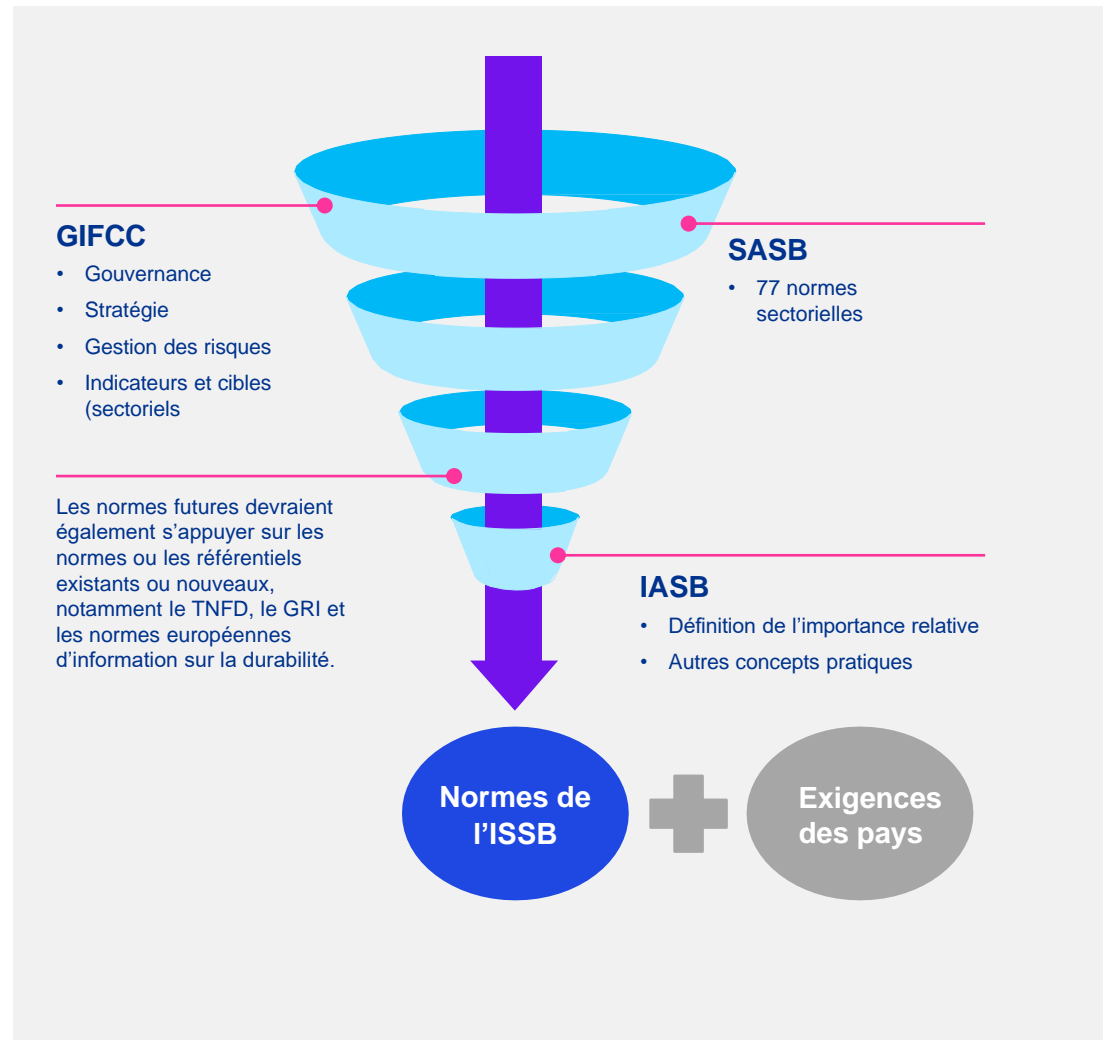 GIFCC
• Gouvernance
• Stratégie
• Gestion des risques
• Indicateurs et cibles
(sectoriels
SASB
• 77 normes
sectorielles
Les normes futures devraient
également s’appuyer sur les
normes ou les référentiels
existants ou nouveaux,
notamment le TNFD, le GRI et
les normes européennes
d’information sur la durabilité.
IASB
• Définition de l’importance relative
• Autres concepts pratiques
Normes de
l’ISSB
Exigences
des pays